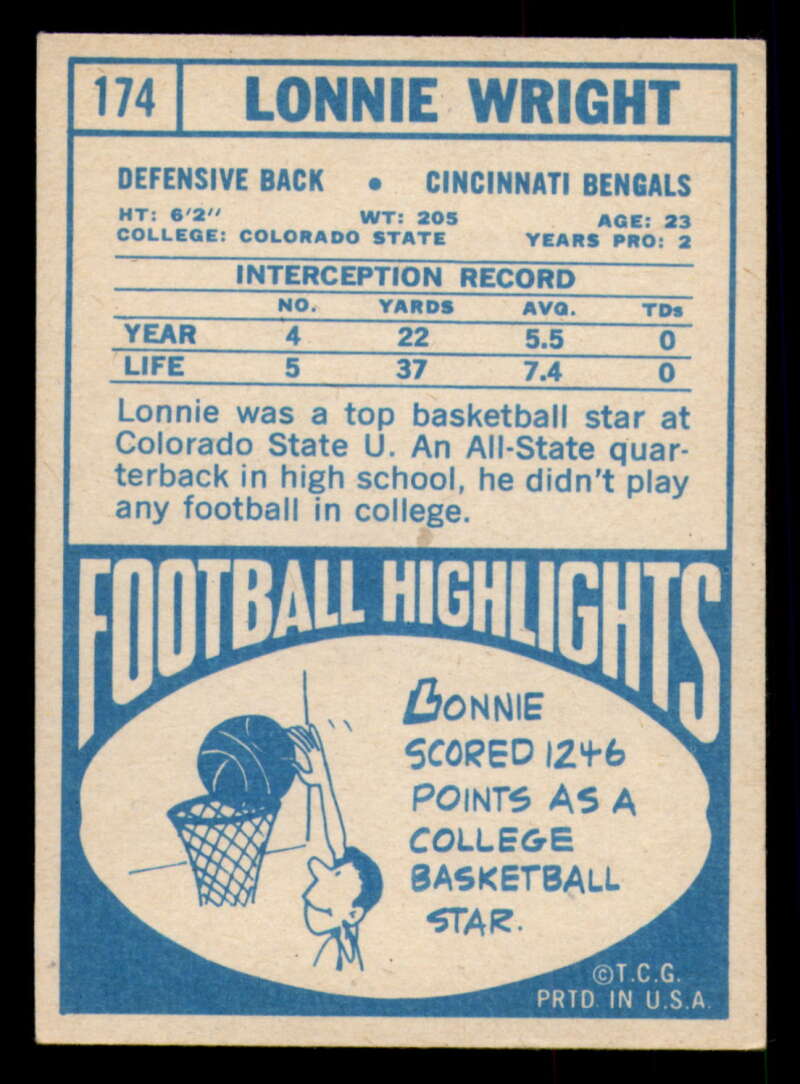 174 LONNIE WRIGHT
DEFENSIVE BACK • CINCINNATI BENGALS
HT: 6'2" WT: 205 AGE: 23
COLLEGE: COLORADO STATE YEARS PRO: 2
INTERCEPTION RECORD
NO. YARDS AVG. TDs
YEAR 4 22 5.5 0
LIFE 5 37 7.4 0
Lonnie was a top basketball star at
Colorado State U. An All-State quar-
terback in high school, he didn't play
any football in college.
FOOTBALL HIGHLIGHTS
LONNIE
SCORED 1246
POINTS AS A
COLLEGE
BASKETBALL
STAR.
©T.C.G.
PRTD. IN U.S.A.